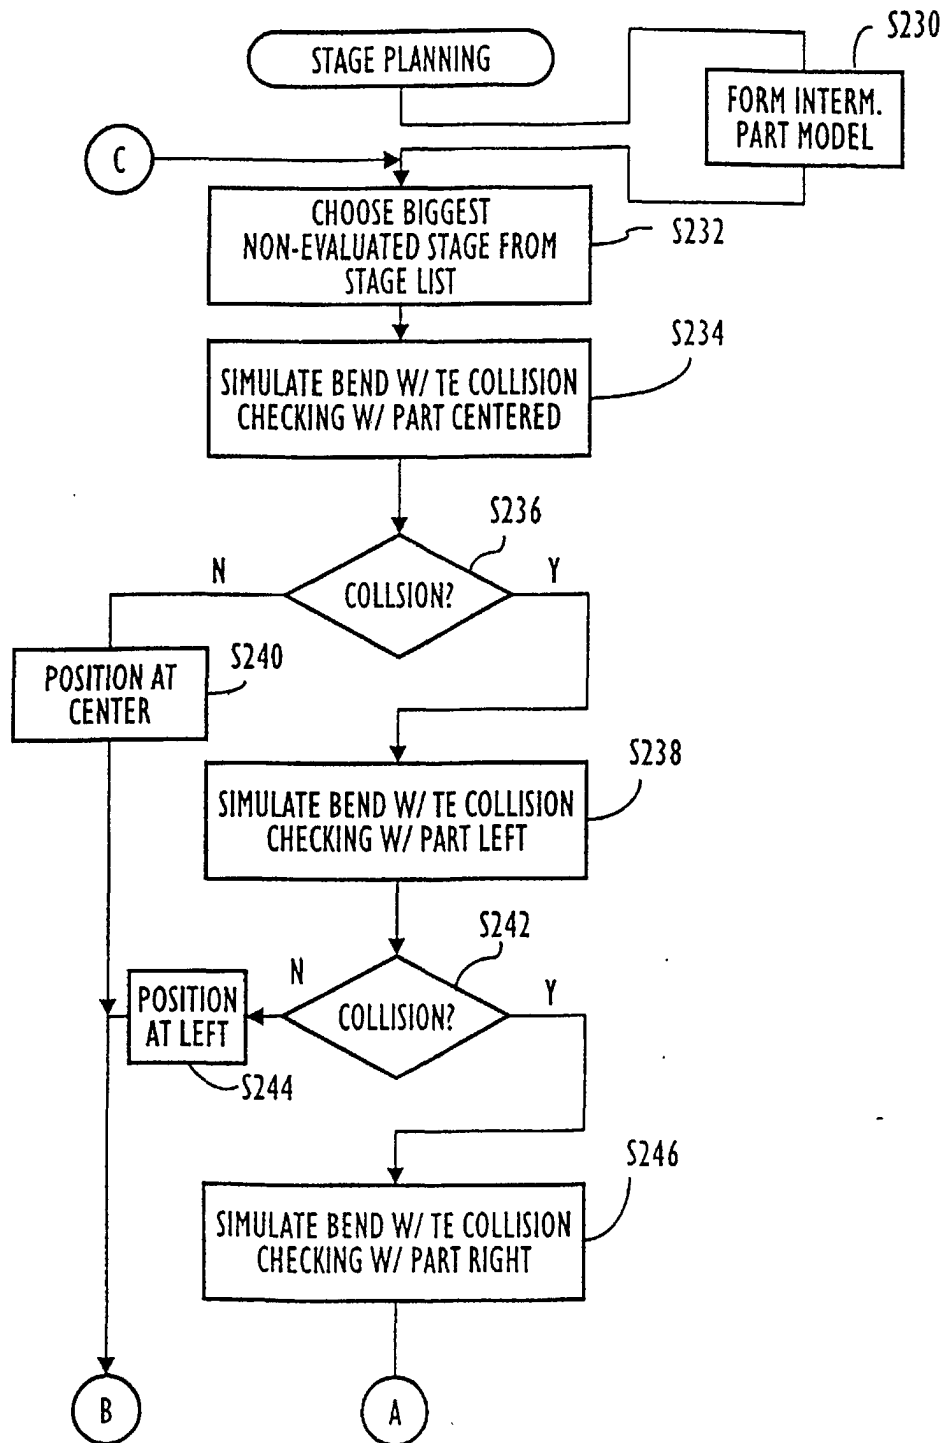 S230
STAGE PLANNING
FORM INTERM.
PART MODEL
C
CHOOSE BIGGEST
NON-EVALUATED STAGE FROM
STAGE LIST
S232
S234
SIMULATE BEND W/ TE COLLISION
CHECKING W/ PART CENTERED
S236
N
Y
COLLSION?
S240
POSITION AT
CENTER
S238
SIMULATE BEND W/ TE COLLISION
CHECKING W/ PART LEFT
S242
N
Y
POSITION
AT LEFT
COLLISION?
S244
S246
SIMULATE BEND W/ TE COLLISION
CHECKING W/ PART RIGHT
B
A